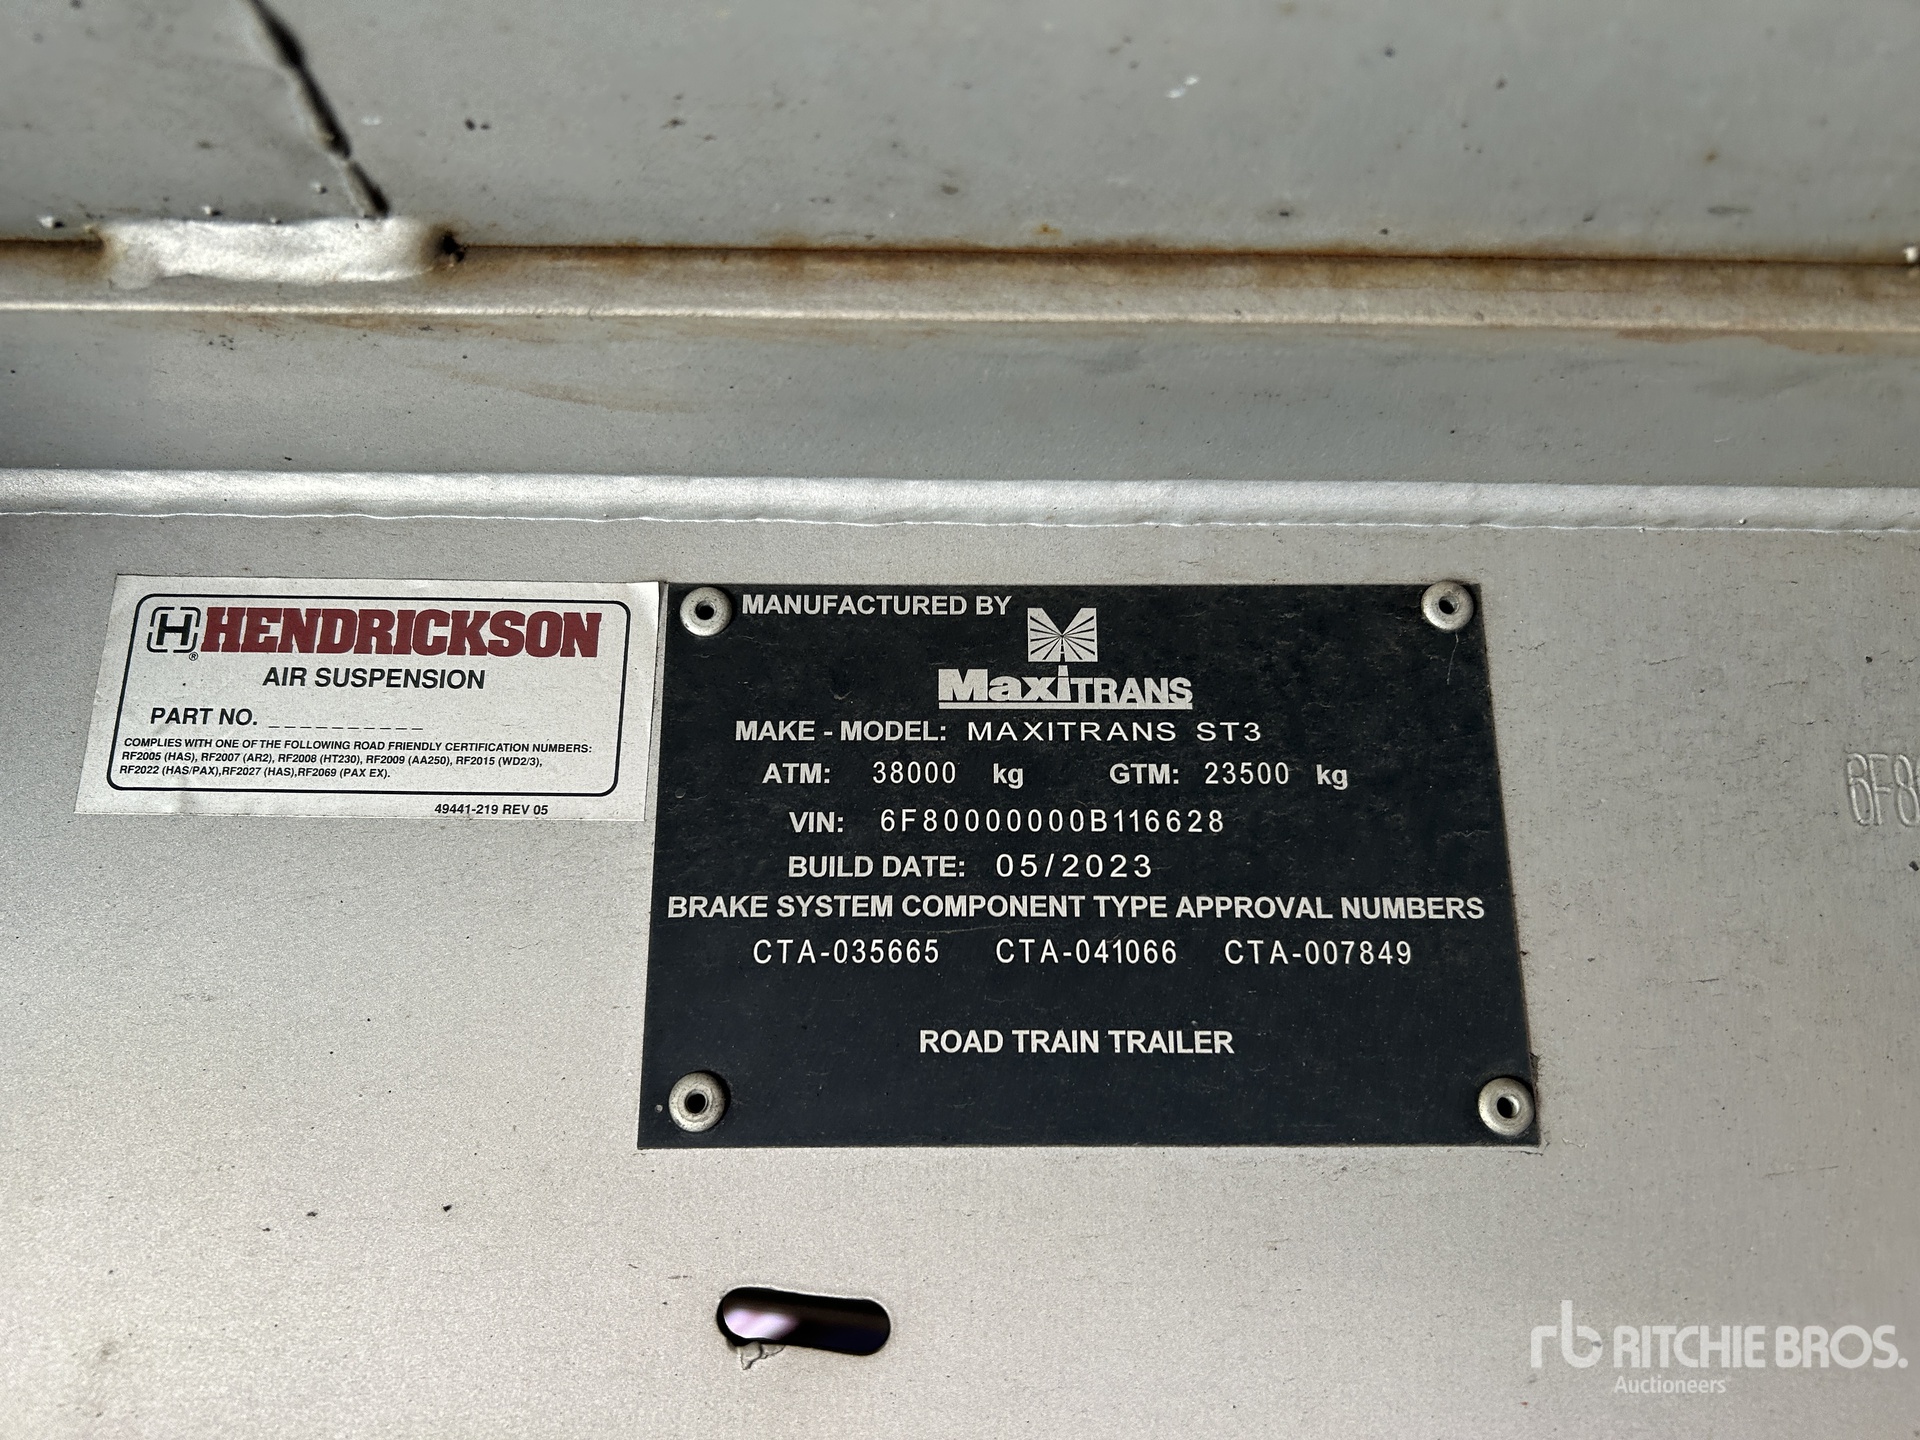 HENDRICKSON
AIR SUSPENSION
PART NO. __________
COMPLIES WITH ONE OF THE FOLLOWING ROAD FRIENDLY CERTIFICATION NUMBERS:
RF2005 (HAS), RF2007 (AR2), RF2008 (HT230), RF2009 (AA250), RF2015 (WD2/3),
RF2022 (HAS/PAX),RF2027 (HAS),RF2069 (PAX EX).
49441-219 REV 05
MANUFACTURED BY
MaxiTRANS
MAKE - MODEL: MAXITRANS ST3
ATM: 38000 kg GTM: 23500 kg
VIN: 6F80000000B116628
BUILD DATE: 05/2023
BRAKE SYSTEM COMPONENT TYPE APPROVAL NUMBERS
CTA-035665 CTA-041066 CTA-007849
ROAD TRAIN TRAILER
6F8
rb RITCHIE BROS.
Auctioneers